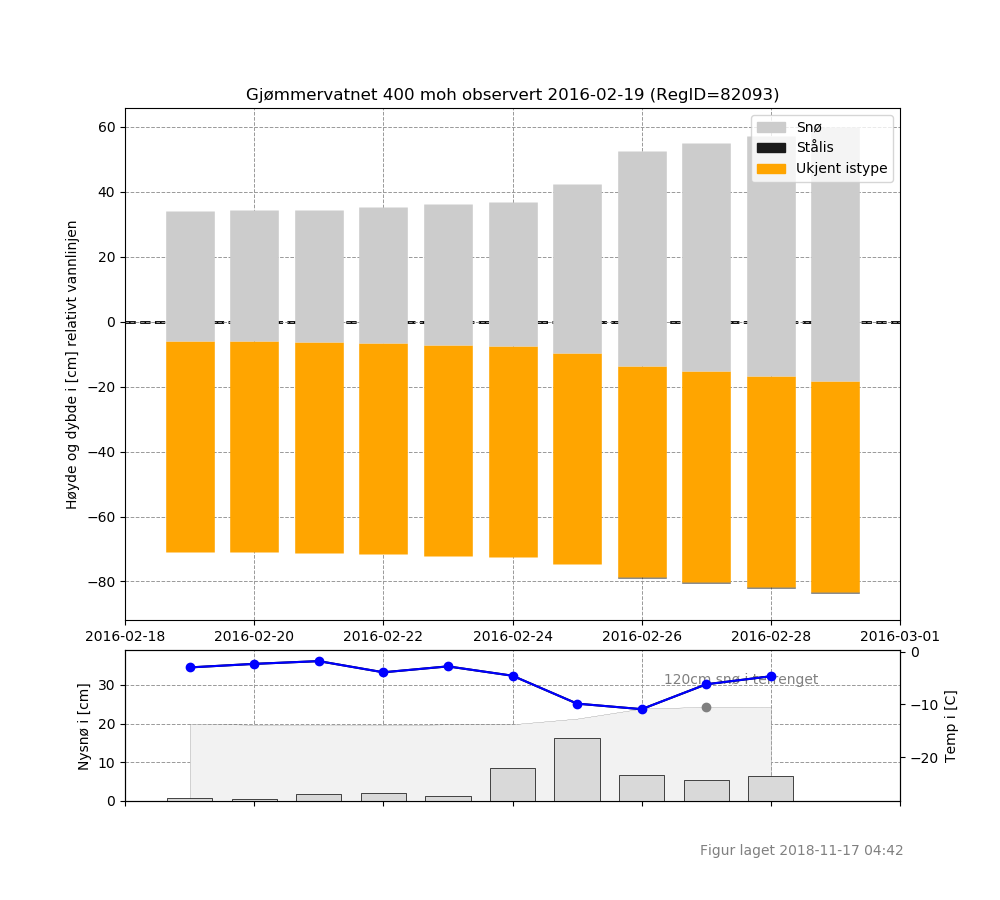 Gjømmervatnet 400 moh observert 2016-02-19 (RegID=82093)
Høyde og dybde i [cm] relativt vannlinjen
60
40
20
0
−20
−40
−60
−80
Snø
Stålis
Ukjent istype
2016-02-18
2016-02-20
2016-02-22
2016-02-24
2016-02-26
2016-02-28
2016-03-01
Nysnø i [cm]
30
20
10
0
120cm snø i terrenget
0
−10
−20
Temp i [C]
Figur laget 2018-11-17 04:42